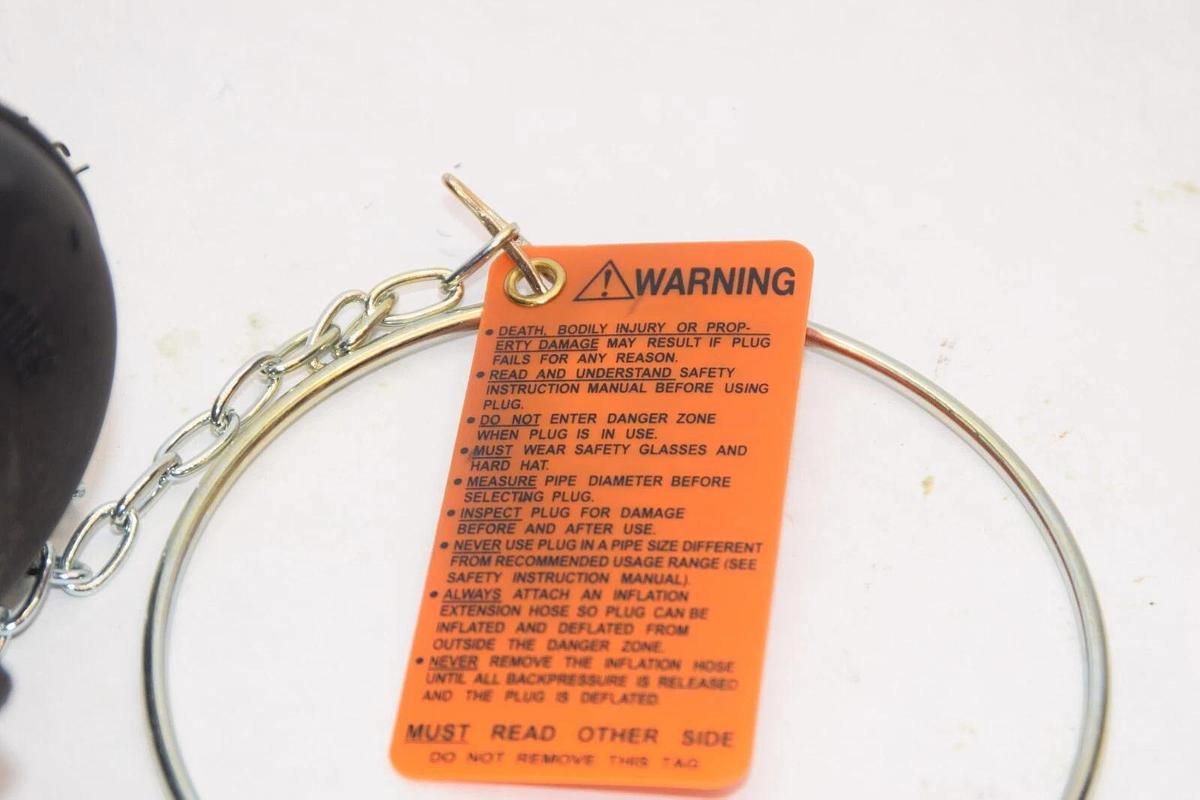 WARNING
• DEATH, BODILY INJURY OR PROP-
ERTY DAMAGE MAY RESULT IF PLUG
FAILS FOR ANY REASON.
• READ AND UNDERSTAND SAFETY
INSTRUCTION MANUAL BEFORE USING
PLUG.
• DO NOT ENTER DANGER ZONE
WHEN PLUG IS IN USE.
• MUST WEAR SAFETY GLASSES AND
HARD HAT.
• MEASURE PIPE DIAMETER BEFORE
SELECTING PLUG.
• INSPECT PLUG FOR DAMAGE
BEFORE AND AFTER USE.
• NEVER USE PLUG IN A PIPE SIZE DIFFERENT
FROM RECOMMENDED USAGE RANGE (SEE
SAFETY INSTRUCTION MANUAL).
• ALWAYS ATTACH AN INFLATION
EXTENSION HOSE SO PLUG CAN BE
INFLATED AND DEFLATED FROM
OUTSIDE THE DANGER ZONE.
• NEVER REMOVE THE INFLATION HOSE
UNTIL ALL BACKPRESSURE IS RELEASED
AND THE PLUG IS DEFLATED.
MUST READ OTHER SIDE
DO NOT REMOVE THIS TAG